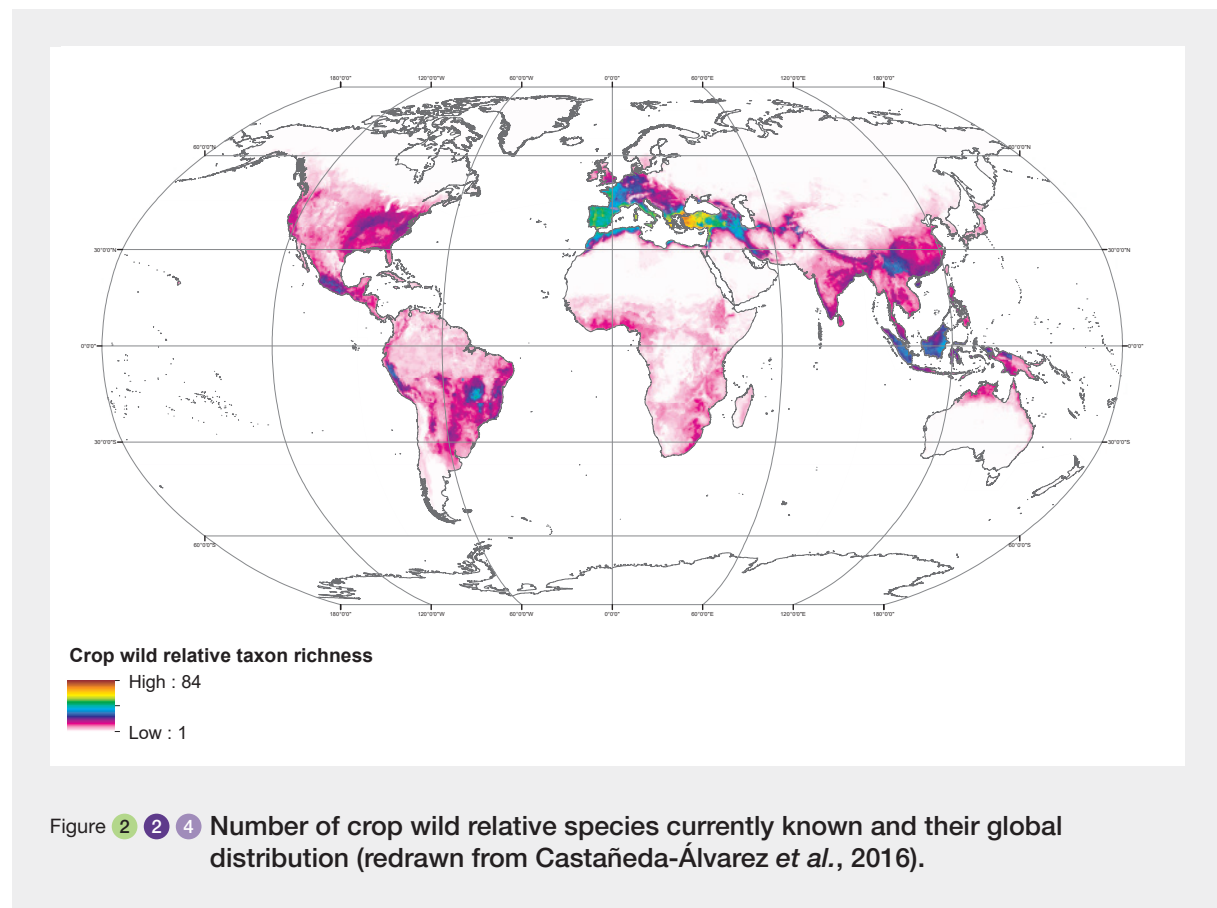 180°0'0" 120°0'0"W 60°0'0"W 0°0'0" 60°0'0"E 120°0'0"E 180°0'0"
60°0'0"N 60°0'0"N
30°0'0"N 30°0'0"N
0°0'0" 0°0'0"
30°0'0"S 30°0'0"S
60°0'0"S 60°0'0"S
180°0'0" 120°0'0"W 60°0'0"W 0°0'0" 60°0'0"E 120°0'0"E 180°0'0"
Crop wild relative taxon richness
High : 84
Low : 1
Figure 2 2 4 Number of crop wild relative species currently known and their global
distribution (redrawn from Castañeda-Álvarez et al., 2016).